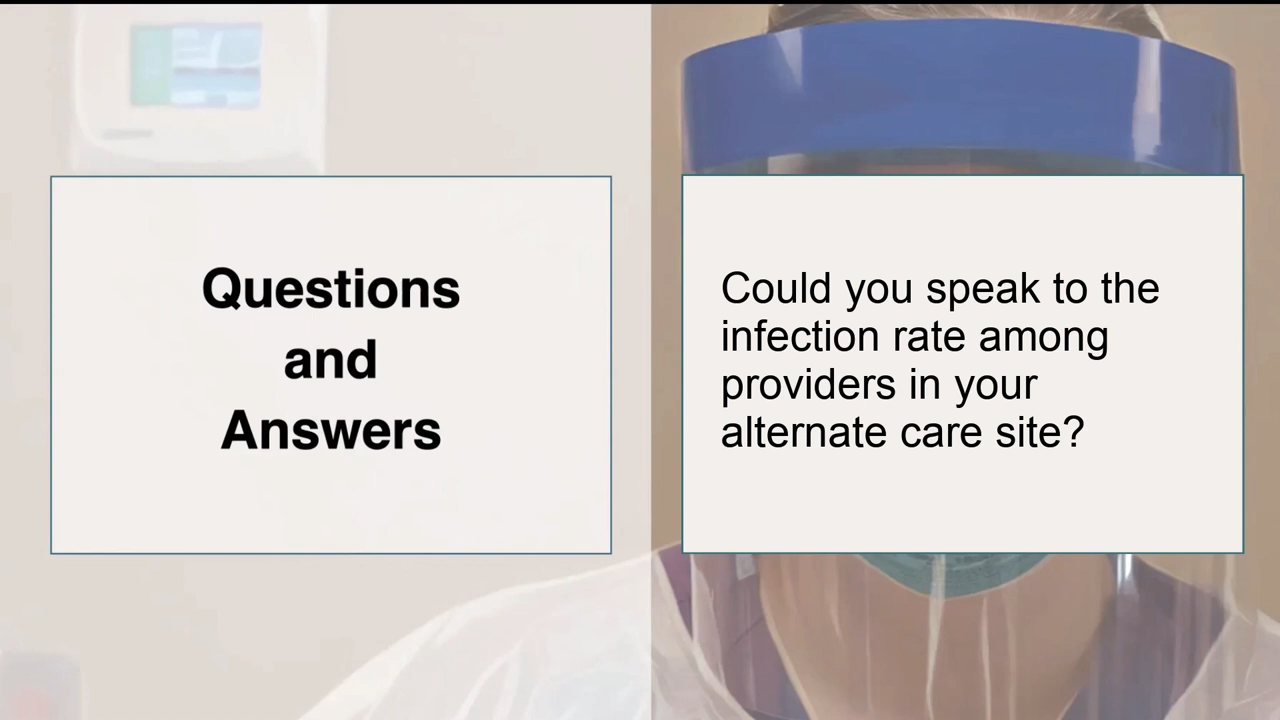 Questions
and
Answers
Could you speak to the
infection rate among
providers in your
alternate care site?